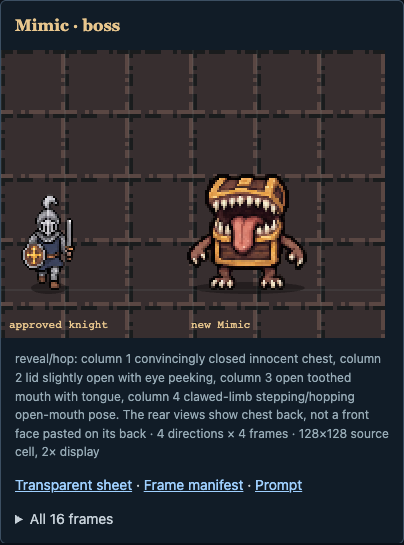 Mimic · boss
approved knight
new Mimic
reveal/hop: column 1 convincingly closed innocent chest, column
2 lid slightly open with eye peeking, column 3 open toothed
mouth with tongue, column 4 clawed-limb stepping/hopping
open-mouth pose. The rear views show chest back, not a front
face pasted on its back · 4 directions × 4 frames · 128×128 source
cell, 2× display
Transparent sheet · Frame manifest · Prompt
▶ All 16 frames